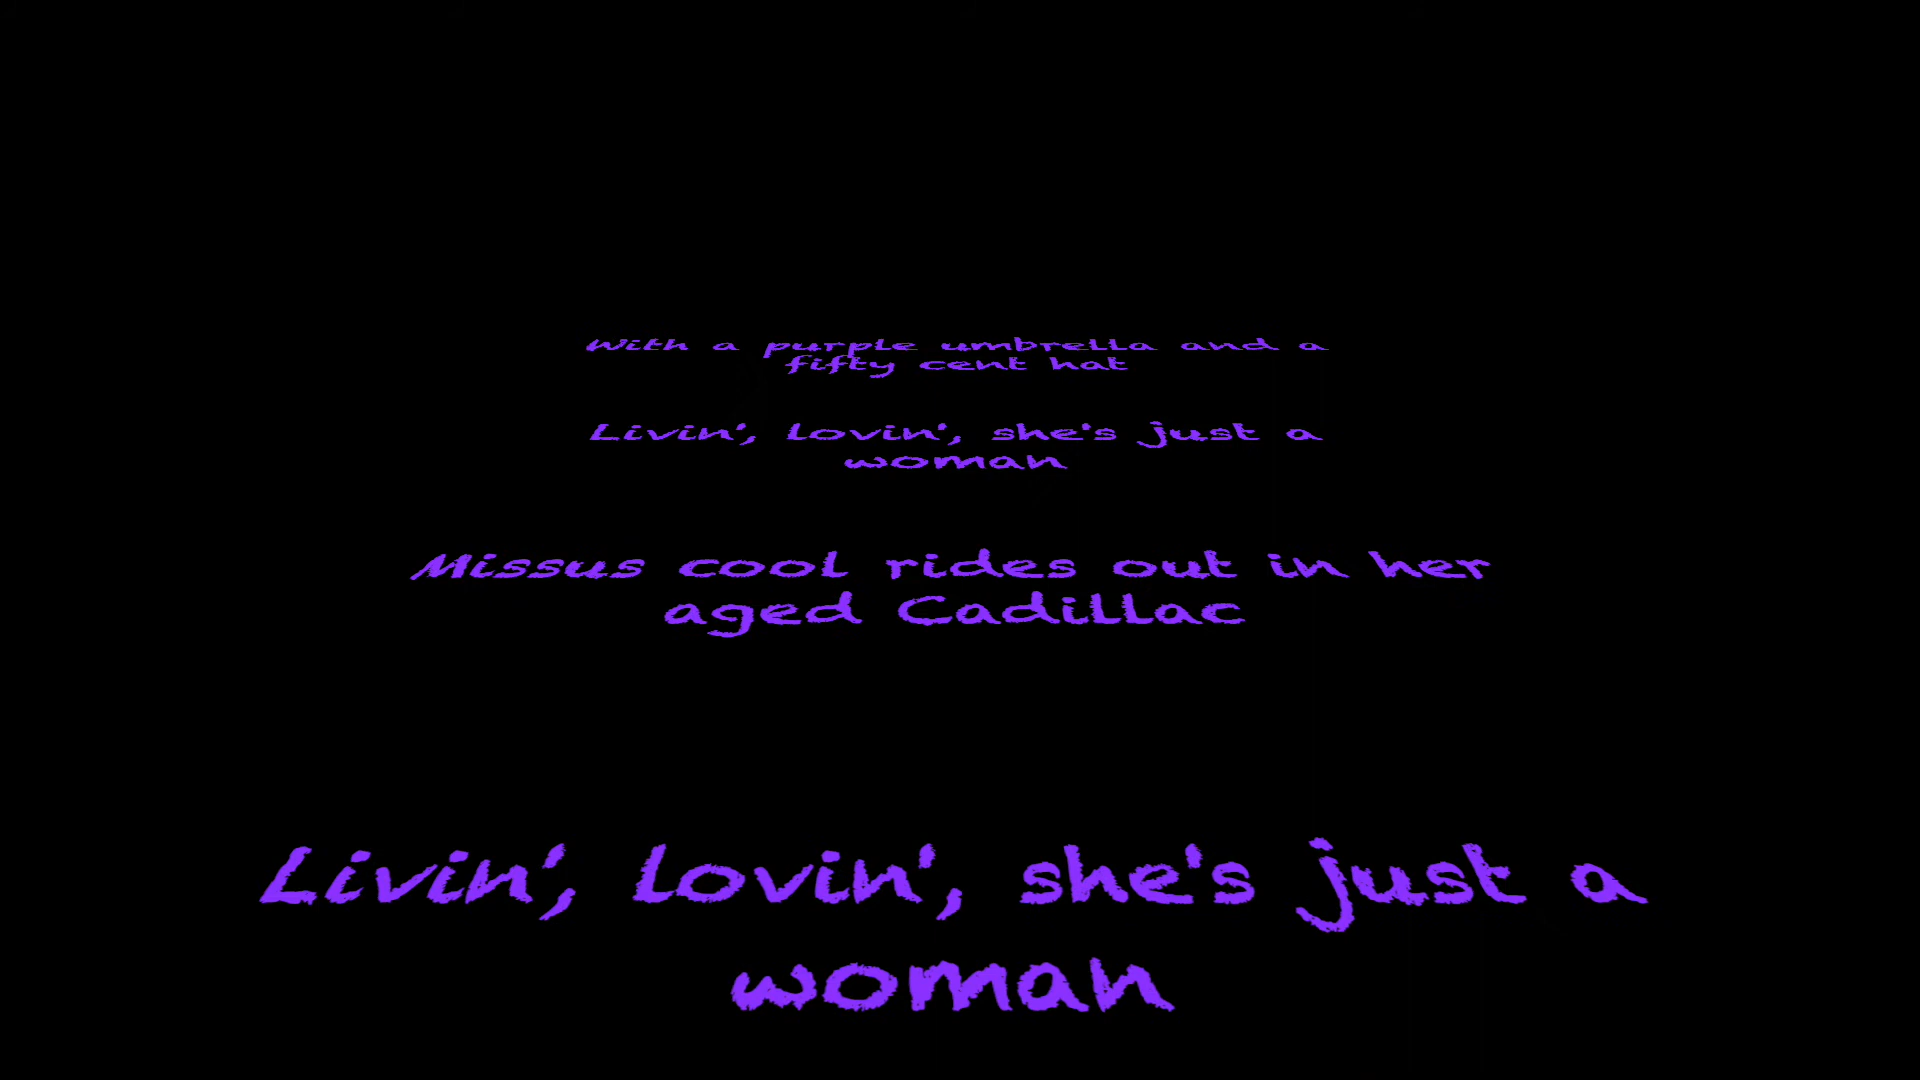 With a purple umbrella and a
fifty cent hat
Livin', lovin', she's just a
woman
Missus cool rides out in her
aged Cadillac
Livin', lovin', she's just a
woman